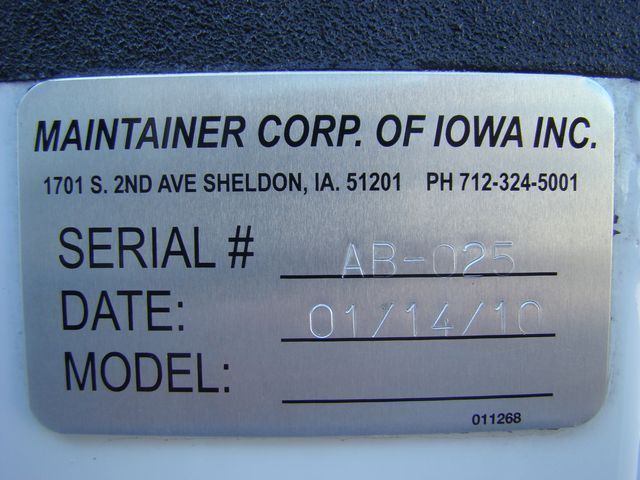 MAINTAINER CORP. OF IOWA INC.
1701 S. 2ND AVE SHELDON, IA. 51201 PH 712-324-5001
SERIAL # AB-025
DATE: 01/14/10
MODEL:
011268